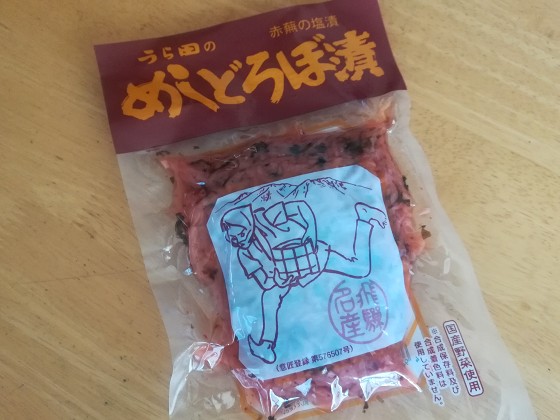 赤蕪の塩漬
うら田の
めしどろぼ漬
飛騨
名産
(意匠登録 第576507号)
国産野菜使用
※合成保存料及び
合成着色料は
使用していません。